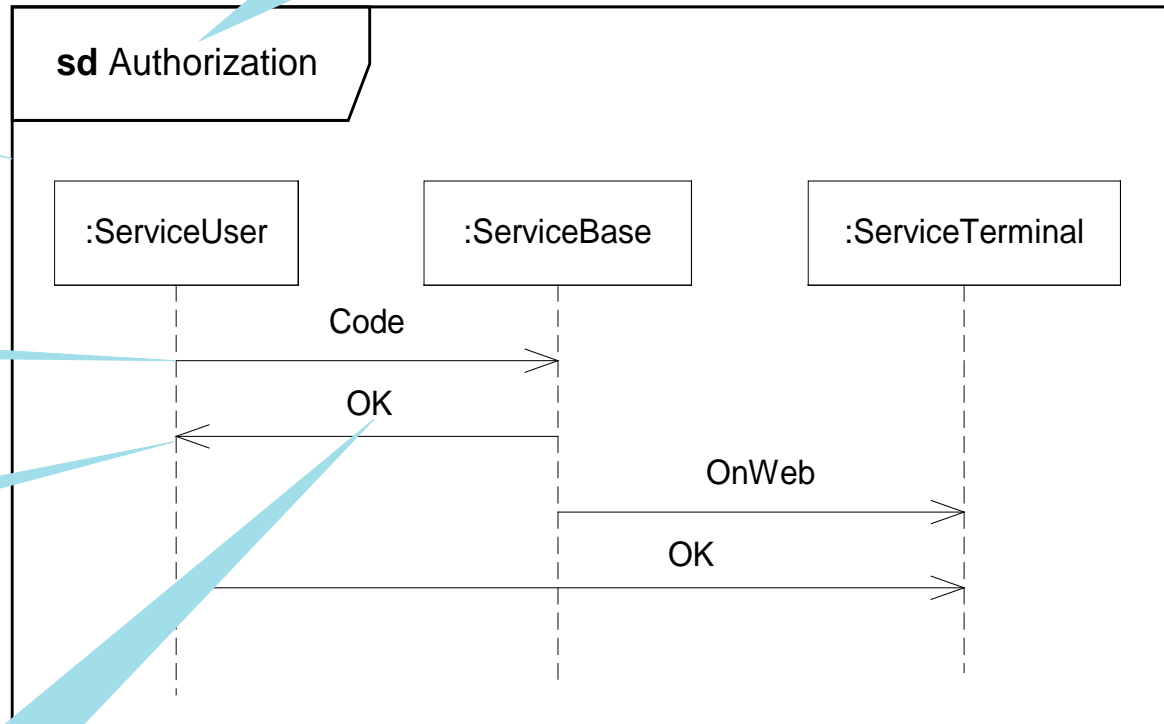 sd Authorization
:ServiceUser
:ServiceBase
:ServiceTerminal
Code
OK
OnWeb
OK